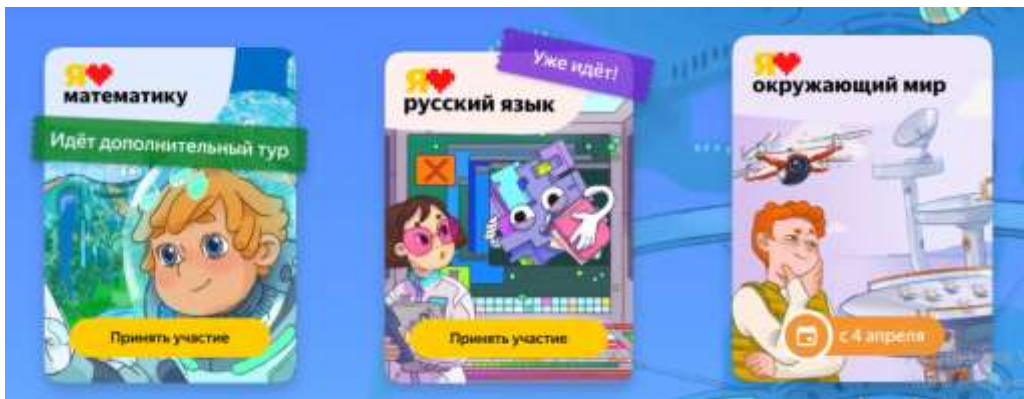 Я❤
математику
Идёт дополнительный тур
Принять участие
Уже идёт!
Я❤
русский язык
Принять участие
Я❤
окружающий мир
с 4 апреля